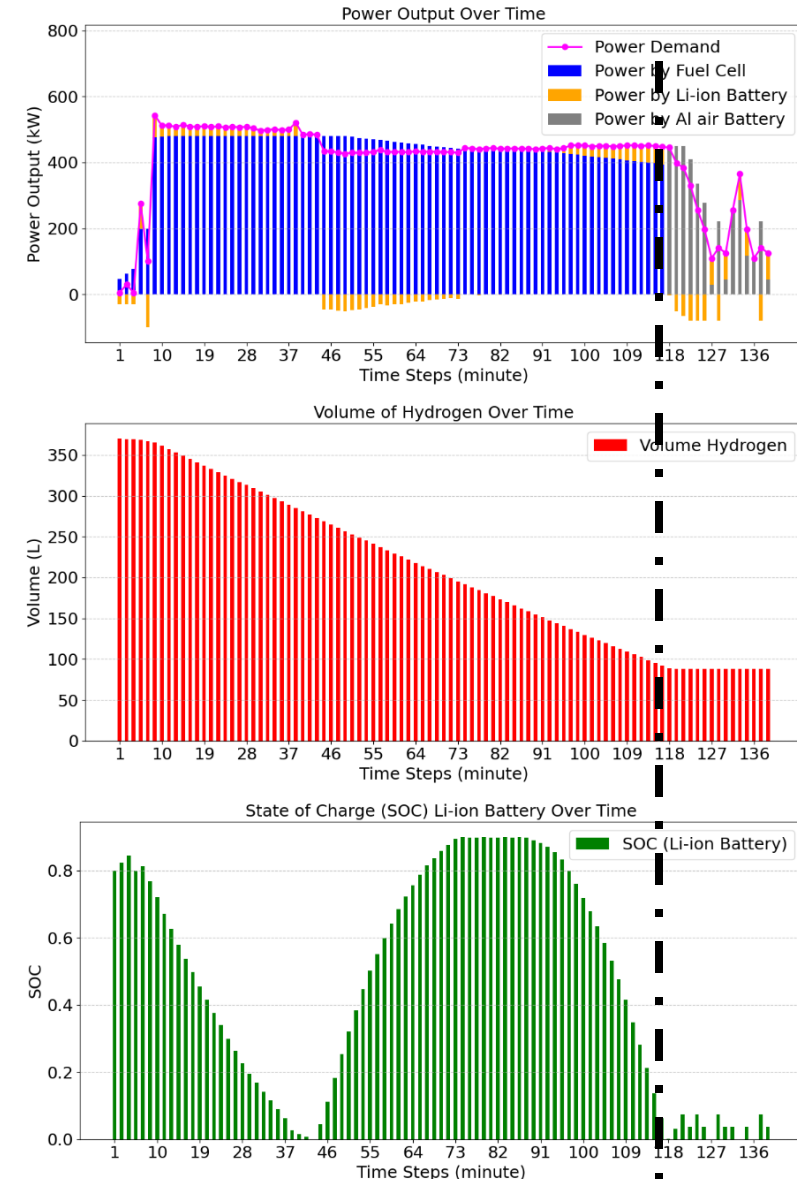 Power Output Over Time
800
600
400
200
0
Power Output (kW)
Power Demand
Power by Fuel Cell
Power by Li-ion Battery
Power by Al air Battery
1 10 19 28 37 46 55 64 73 82 91 100 109 118 127 136
Time Steps (minute)
Volume of Hydrogen Over Time
350
300
250
200
150
100
50
0
Volume (L)
Volume Hydrogen
1 10 19 28 37 46 55 64 73 82 91 100 109 118 127 136
Time Steps (minute)
State of Charge (SOC) Li-ion Battery Over Time
0.8
0.6
0.4
0.2
0.0
SOC
SOC (Li-ion Battery)
1 10 19 28 37 46 55 64 73 82 91 100 109 118 127 136
Time Steps (minute)